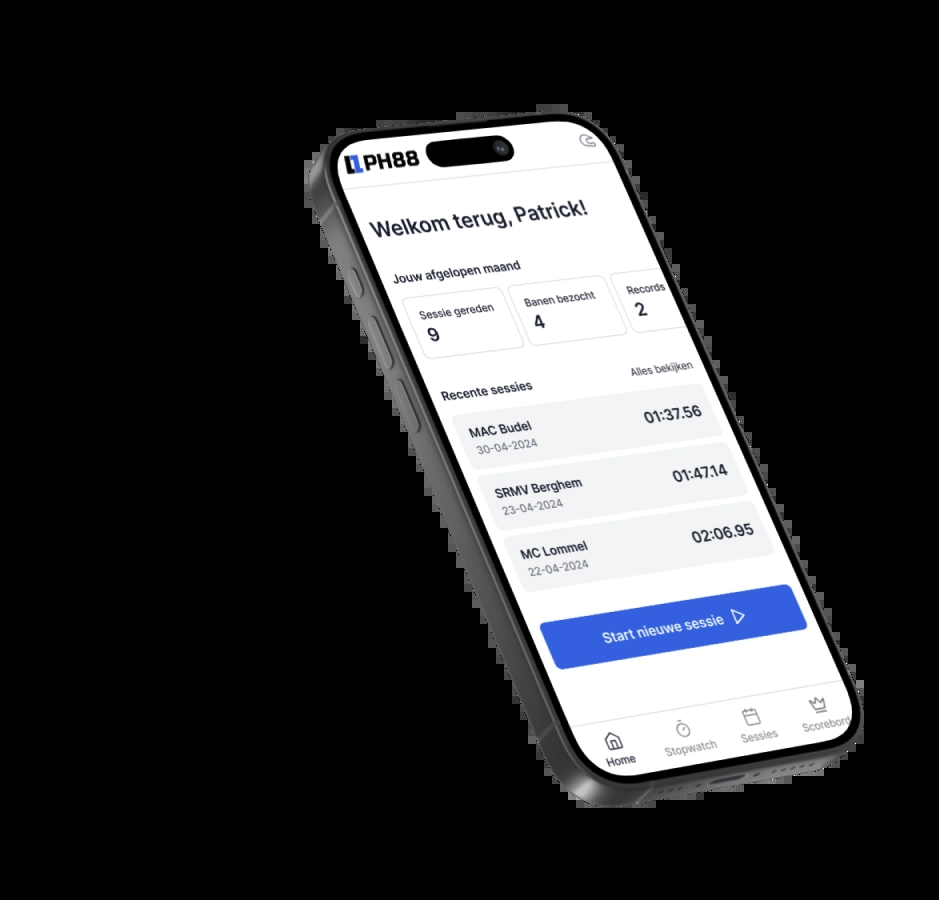 PH88
Welkom terug, Patrick!
Jouw afgelopen maand
Sessie gereden
9
Banen bezocht
4
Records
2
Recente sessies
Alles bekijken
MAC Budel
30-04-2024
01:37.56
SRMV Berghem
23-04-2024
01:47.14
MC Lommel
22-04-2024
02:06.95
Start nieuwe sessie
Home
Stopwatch
Sessies
Scorebord